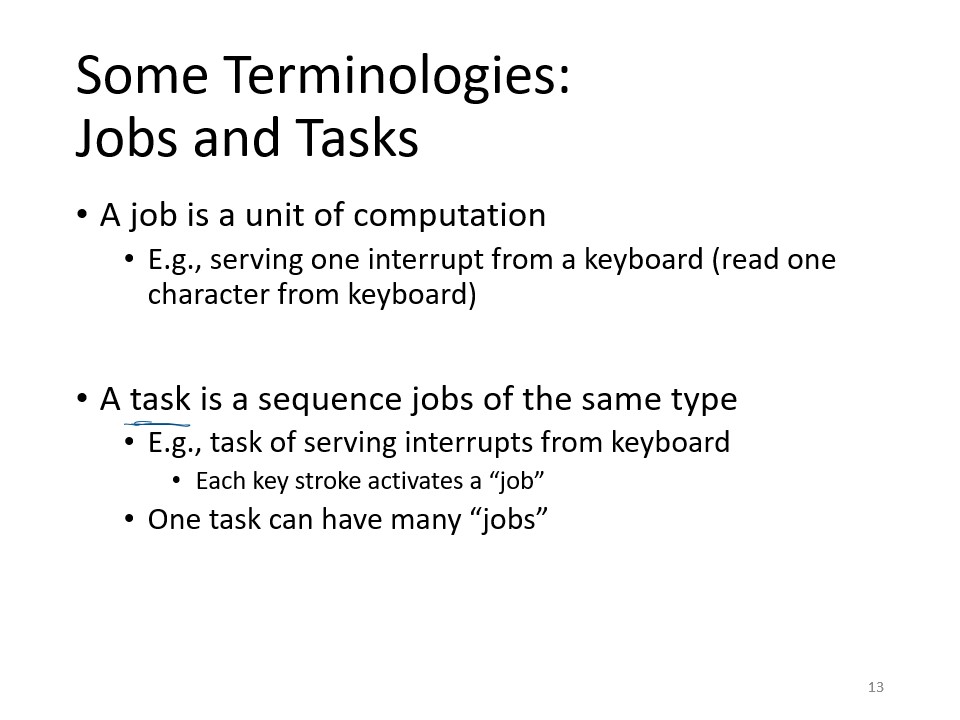 Some Terminologies:
Jobs and Tasks
• A job is a unit of computation
• E.g., serving one interrupt from a keyboard (read one
character from keyboard)
• A task is a sequence jobs of the same type
• E.g., task of serving interrupts from keyboard
• Each key stroke activates a “job”
• One task can have many “jobs”
13